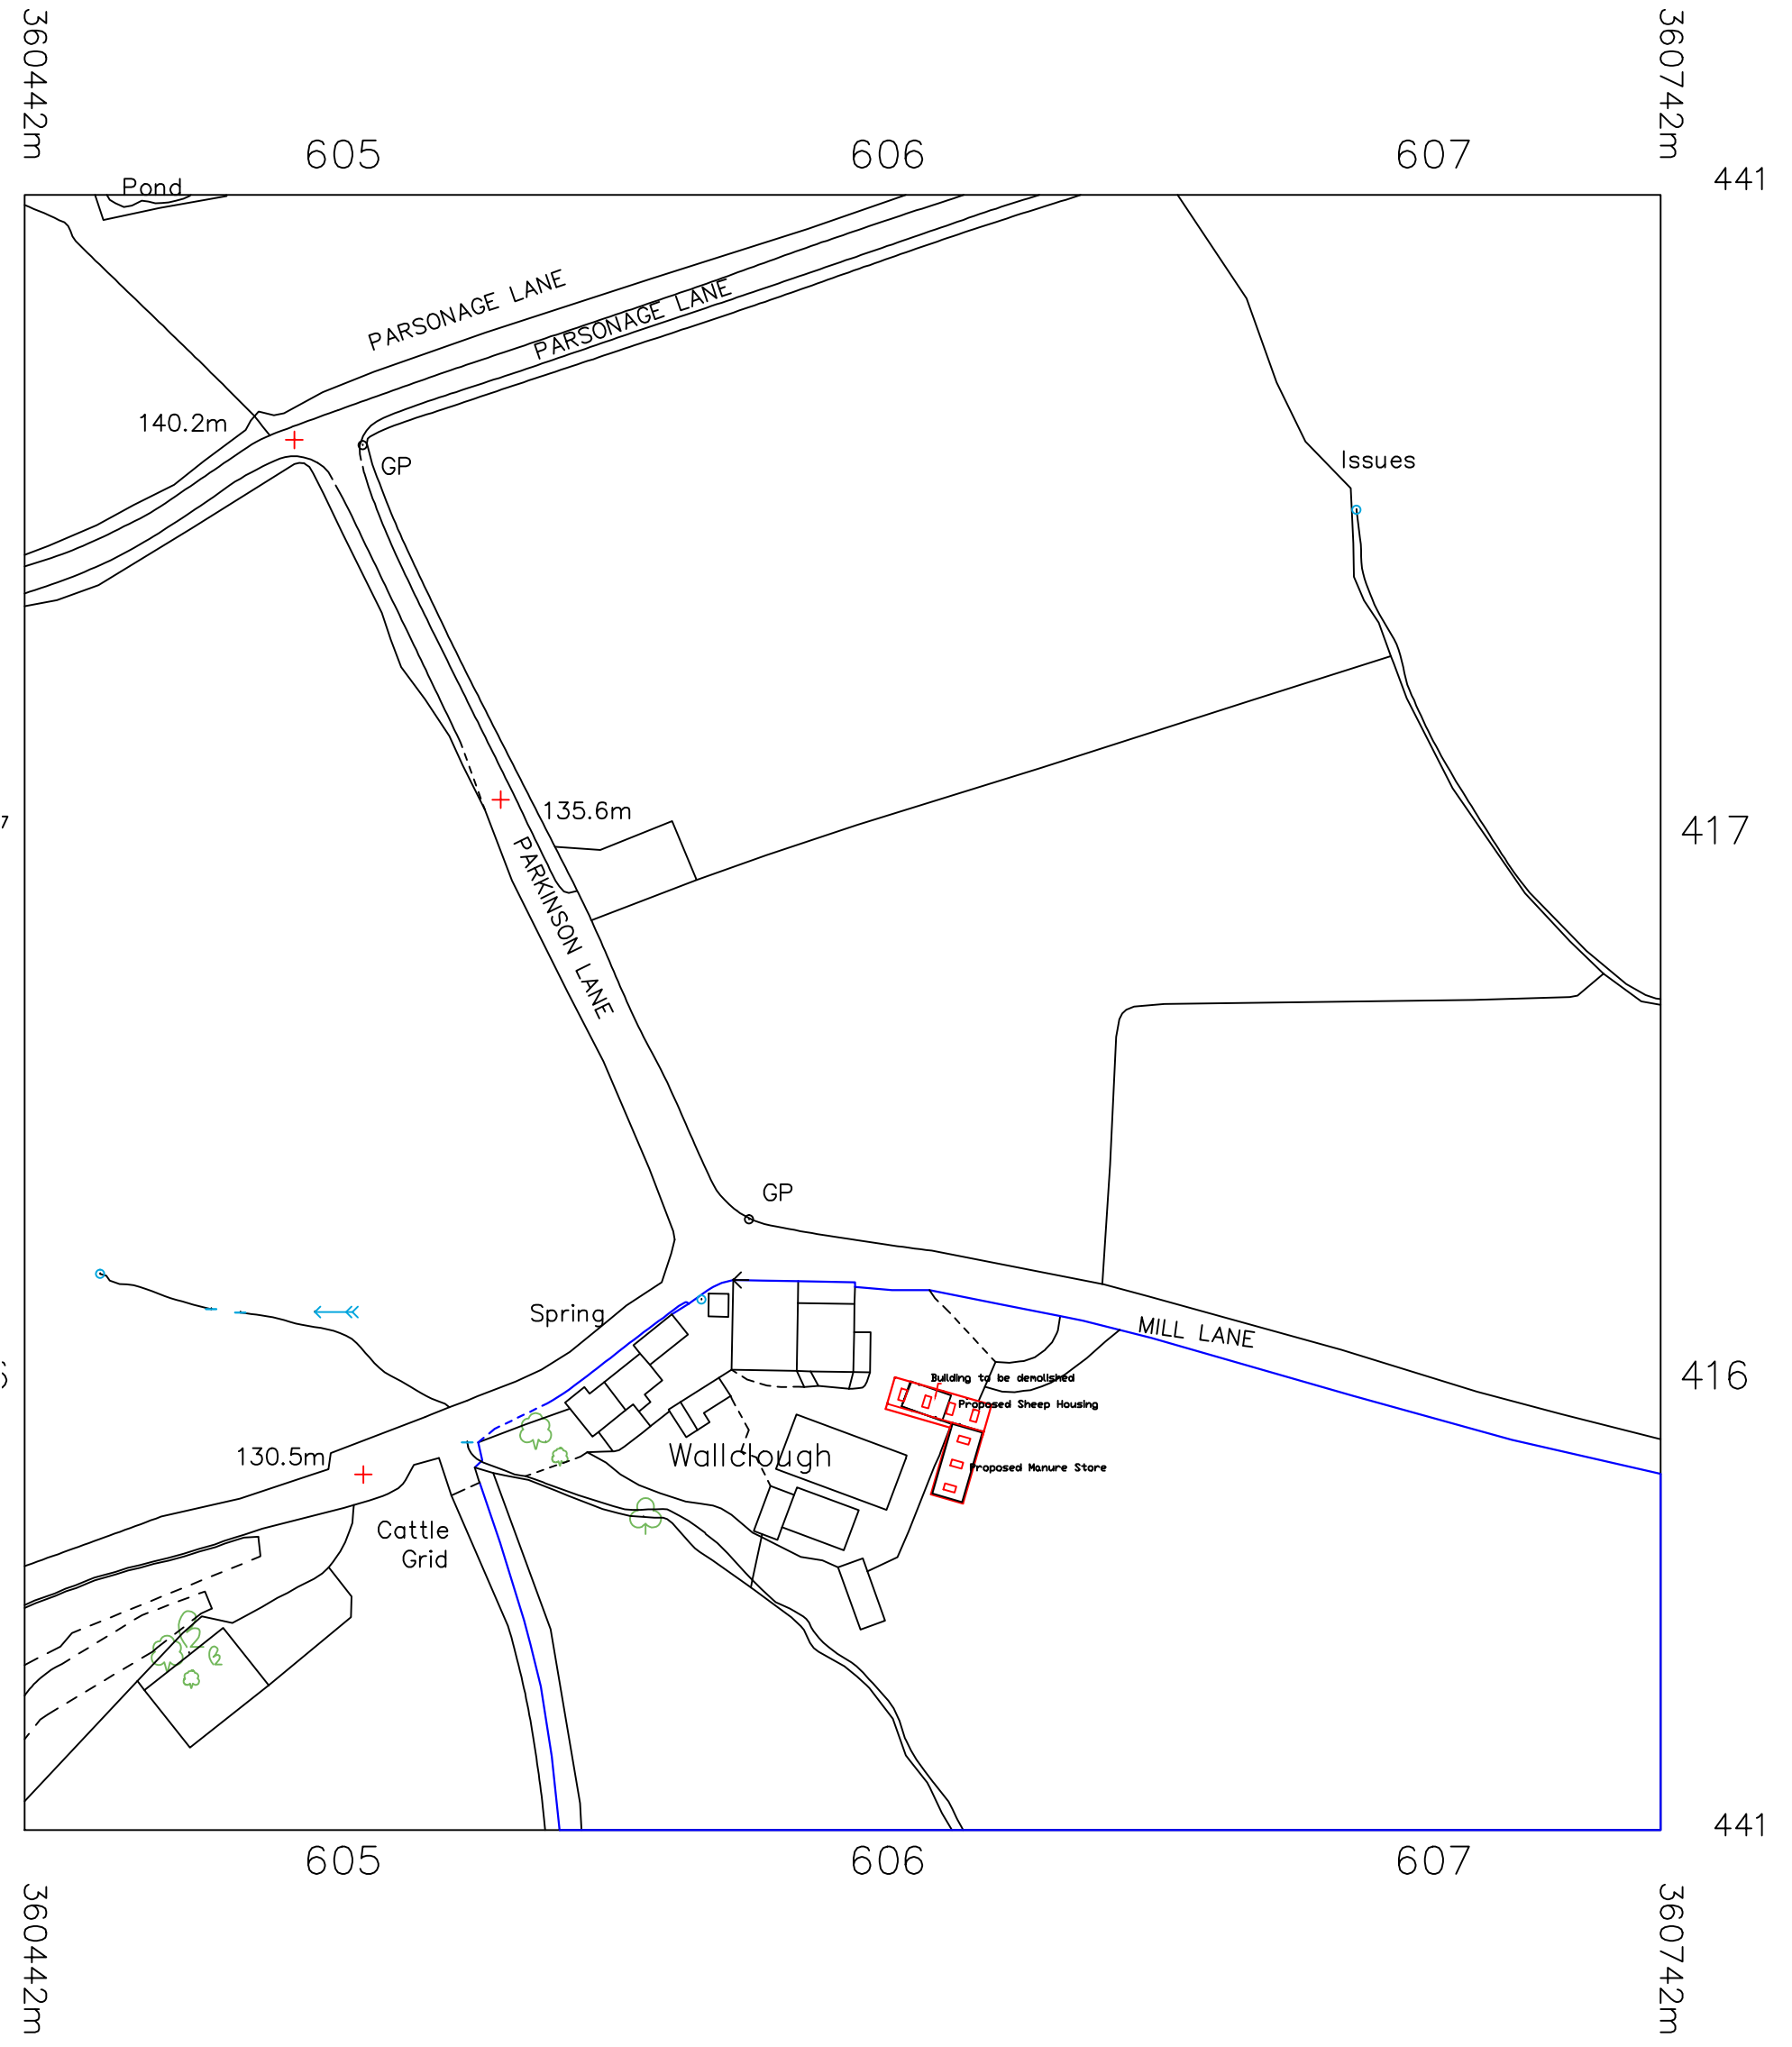 360442m
360742m
605
606
607
441
Pond
PARSONAGE LANE
PARSONAGE LANE
140.2m
GP
Issues
135.6m
7
417
PARKINSON LANE
GP
Spring
MILL LANE
Building to be demolished
416
Proposed Sheep Housing
130.5m
Wallclough
Proposed Manure Store
Cattle
Grid
441
605
606
607
360442m
360742m